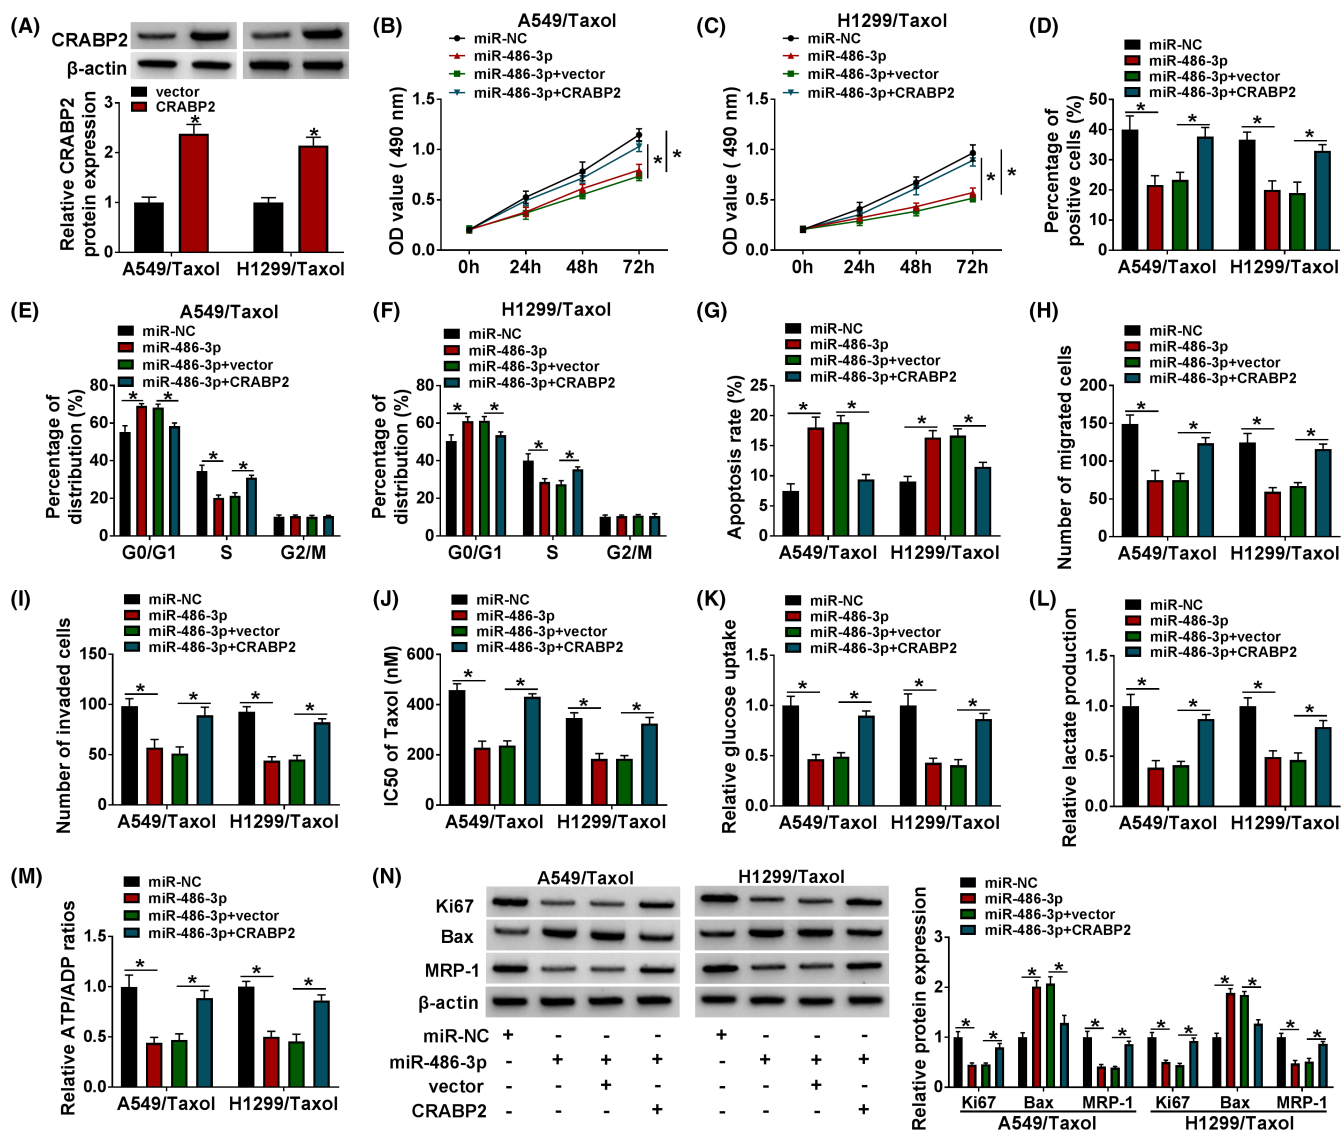 (A)
CRABP2
β-actin
vector
CRABP2
Relative CRABP2
protein expression
3
2
1
0
* *
A549/Taxol H1299/Taxol
(B)
A549/Taxol
miR-NC
miR-486-3p
miR-486-3p+vector
miR-486-3p+CRABP2
OD value ( 490 nm)
1.5
1.0
0.5
0.0
* *
0h 24h 48h 72h
(C)
H1299/Taxol
miR-NC
miR-486-3p
miR-486-3p+vector
miR-486-3p+CRABP2
OD value ( 490 nm)
1.5
1.0
0.5
0.0
* *
0h 24h 48h 72h
(D)
miR-NC
miR-486-3p
miR-486-3p+vector
miR-486-3p+CRABP2
Percentage of
positive cells (%)
50
40
30
20
10
0
* * * *
A549/Taxol H1299/Taxol
(E)
A549/Taxol
miR-NC
miR-486-3p
miR-486-3p+vector
miR-486-3p+CRABP2
Percentage of
distribution (%)
80
60
40
20
0
* * * *
G0/G1 S G2/M
(F)
H1299/Taxol
miR-NC
miR-486-3p
miR-486-3p+vector
miR-486-3p+CRABP2
Percentage of
distribution (%)
80
60
40
20
0
* * * *
G0/G1 S G2/M
(G)
miR-NC
miR-486-3p
miR-486-3p+vector
miR-486-3p+CRABP2
Apoptosis rate (%)
25
20
15
10
5
0
* * * *
A549/Taxol H1299/Taxol
(H)
miR-NC
miR-486-3p
miR-486-3p+vector
miR-486-3p+CRABP2
Number of migrated cells
200
150
100
50
0
* * * *
A549/Taxol H1299/Taxol
(I)
miR-NC
miR-486-3p
miR-486-3p+vector
miR-486-3p+CRABP2
Number of invaded cells
150
100
50
0
* * * *
A549/Taxol H1299/Taxol
(J)
miR-NC
miR-486-3p
miR-486-3p+vector
miR-486-3p+CRABP2
IC50 of Taxol (nM)
600
400
200
0
* * * *
A549/Taxol H1299/Taxol
(K)
miR-NC
miR-486-3p
miR-486-3p+vector
miR-486-3p+CRABP2
Relative glucose uptake
1.5
1.0
0.5
0.0
* * * *
A549/Taxol H1299/Taxol
(L)
miR-NC
miR-486-3p
miR-486-3p+vector
miR-486-3p+CRABP2
Relative lactate production
1.5
1.0
0.5
0.0
* * * *
A549/Taxol H1299/Taxol
(M)
miR-NC
miR-486-3p
miR-486-3p+vector
miR-486-3p+CRABP2
Relative ATP/ADP ratios
1.5
1.0
0.5
0.0
* * * *
A549/Taxol H1299/Taxol
(N)
A549/Taxol H1299/Taxol
Ki67
Bax
MRP-1
β-actin
miR-NC + - - - + - - -
miR-486-3p - + + + - + + +
vector - - + - - - + -
CRABP2 - - - + - - - +
miR-NC
miR-486-3p
miR-486-3p+vector
miR-486-3p+CRABP2
Relative protein expression
3
2
1
0
* * * * * * * * * * * *
Ki67 Bax MRP-1 Ki67 Bax MRP-1
A549/Taxol H1299/Taxol